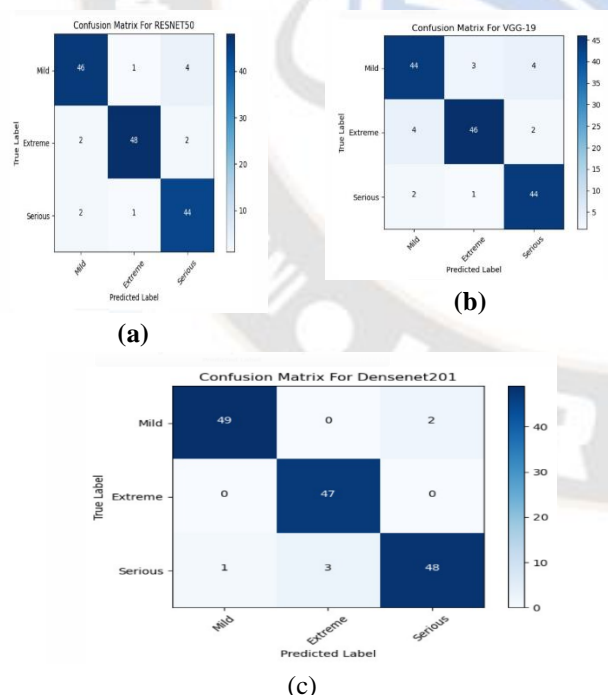 Confusion Matrix For RESNET50
True Label
Mild 46 1 4
Extreme 2 48 2
Serious 2 1 44
Mild Extreme Serious
Predicted Label
40
30
20
10
(a)
Confusion Matrix For VGG-19
True Label
Mild 44 3 4
Extreme 4 46 2
Serious 2 1 44
Mild Extreme Serious
Predicted Label
45
40
35
30
25
20
15
10
5
(b)
Confusion Matrix For Densenet201
True Label
Mild 49 0 2
Extreme 0 47 0
Serious 1 3 48
Mild Extreme Serious
Predicted Label
40
30
20
10
0
(c)